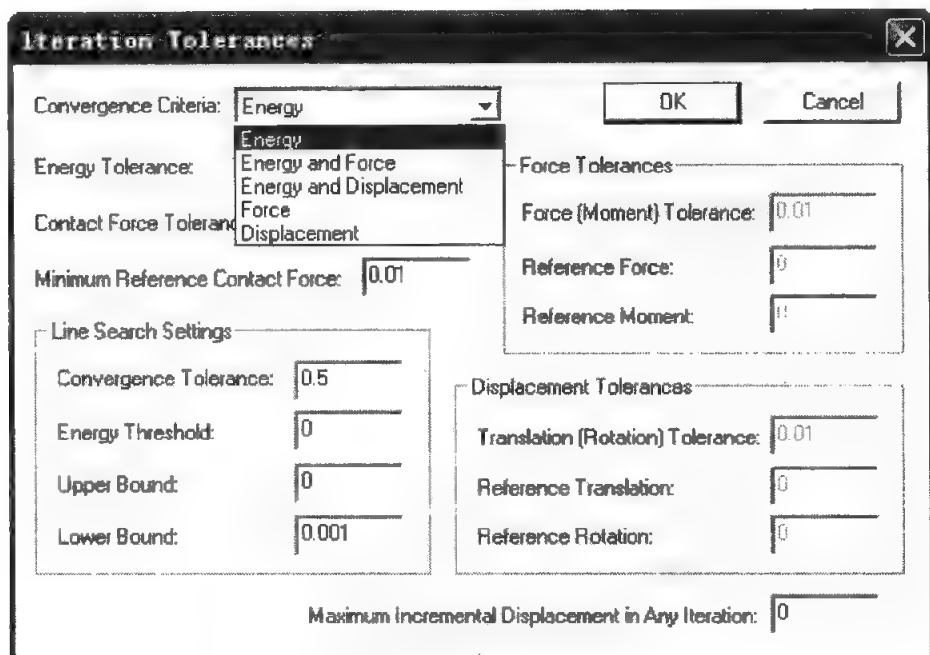 Iteration Tolerances
Convergence Criteria: Energy
OK
Cancel
Energy
Energy and Force
Energy and Displacement
Force
Displacement
Energy Tolerance:
Contact Force
Minimum Reference Contact Force: 0.01
Force Tolerances
Force (Moment) Tolerance: 0.01
Reference Force: 0
Reference Moment: 0
Line Search Settings
Convergence Tolerance: 0.5
Energy Threshold: 0
Upper Bound: 0
Lower Bound: 0.001
Displacement Tolerances
Translation (Rotation) Tolerance: 0.01
Reference Translation: 0
Reference Rotation: 0
Maximum Incremental Displacement in Any Iteration: 0